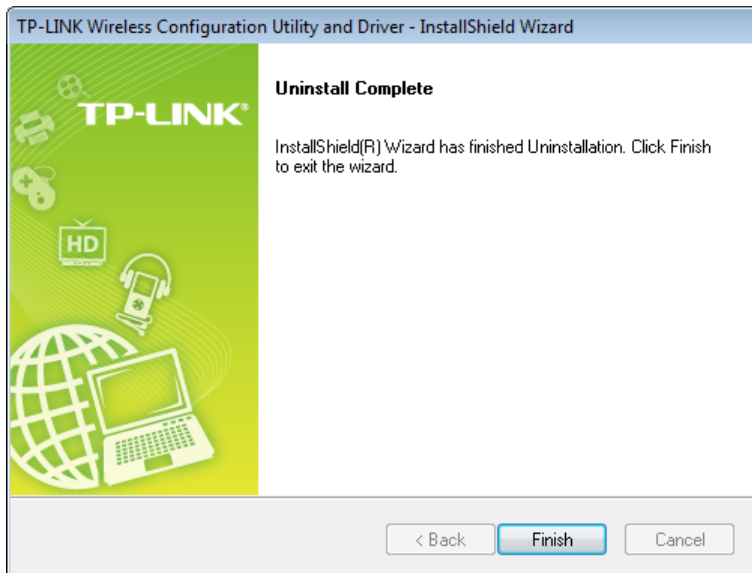 TP-LINK Wireless Configuration Utility and Driver - InstallShield Wizard
TP-LINK®
Uninstall Complete
InstallShield(R) Wizard has finished Uninstallation. Click Finish
to exit the wizard.
HD
< Back
Finish
Cancel